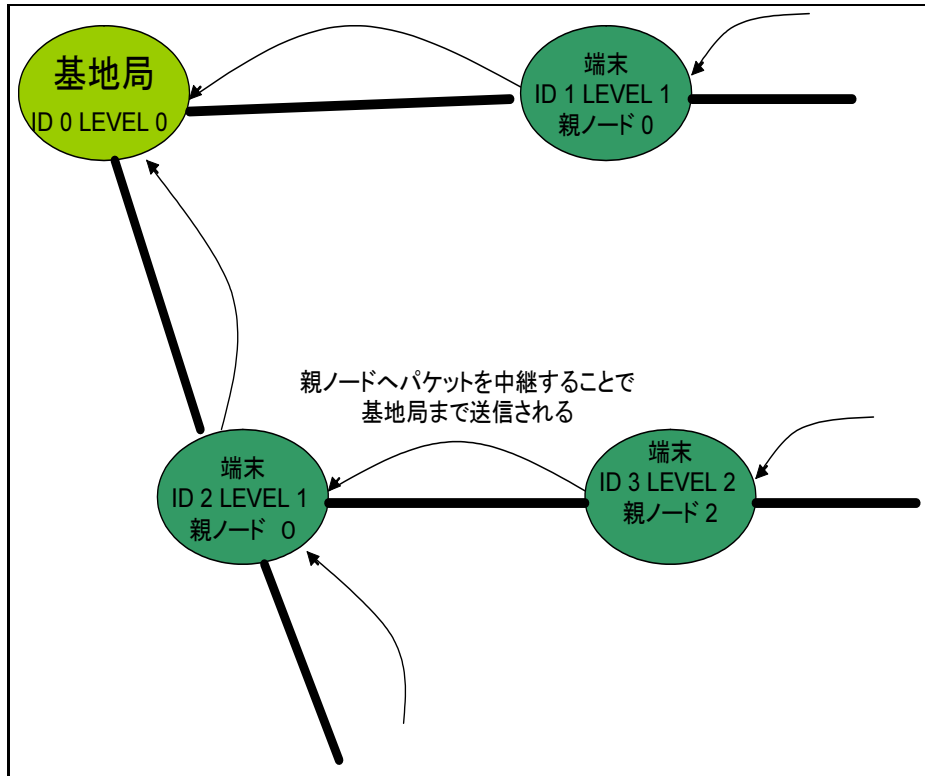 基地局
ID 0 LEVEL 0
端末
ID 1 LEVEL 1
親ノード 0
親ノードへパケットを中継することで
基地局まで送信される
端末
ID 2 LEVEL 1
親ノード 0
端末
ID 3 LEVEL 2
親ノード 2